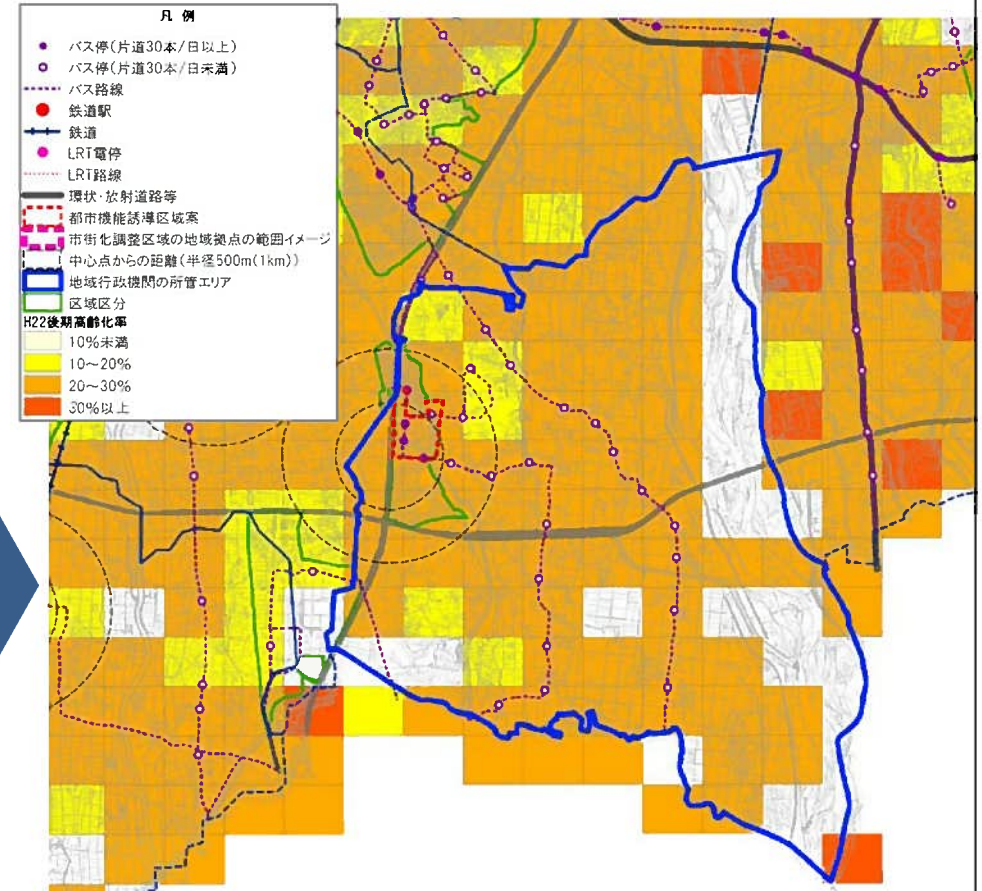 凡 例
バス停(片道30本/日以上)
バス停(片道30本/日未満)
バス路線
鉄道駅
鉄道
LRT電停
LRT路線
環状・放射道路等
都市機能誘導区域案
市街化調整区域の地域拠点の範囲イメージ
中心点からの距離(半径500m(1km))
地域行政機関の所管エリア
区域区分
H22後期高齢化率
10%未満
10～20%
20～30%
30%以上